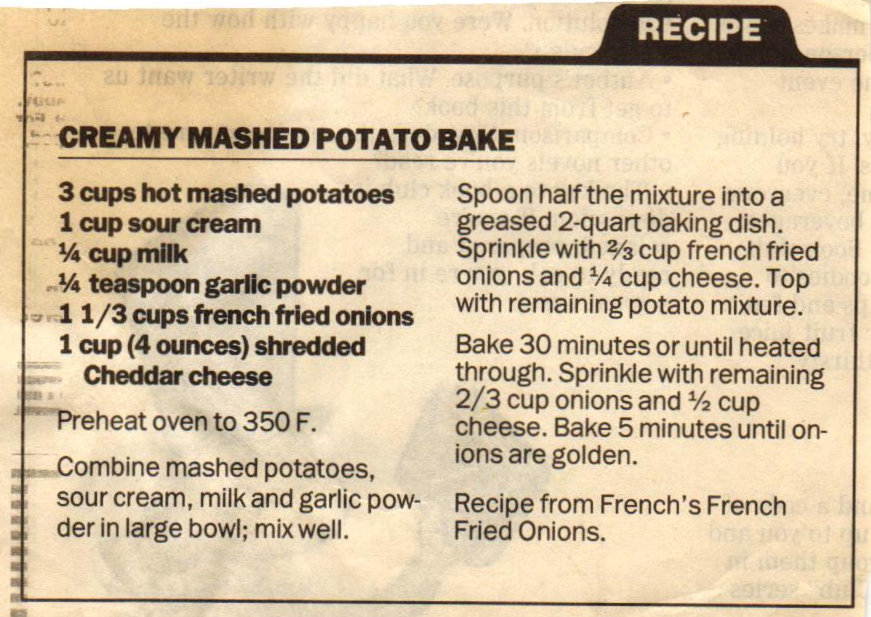 RECIPE
CREAMY MASHED POTATO BAKE
3 cups hot mashed potatoes
1 cup sour cream
¼ cup milk
¼ teaspoon garlic powder
1 1/3 cups french fried onions
1 cup (4 ounces) shredded
Cheddar cheese
Preheat oven to 350 F.
Combine mashed potatoes,
sour cream, milk and garlic pow-
der in large bowl; mix well.
Spoon half the mixture into a
greased 2-quart baking dish.
Sprinkle with ⅔ cup french fried
onions and ¼ cup cheese. Top
with remaining potato mixture.
Bake 30 minutes or until heated
through. Sprinkle with remaining
2/3 cup onions and ½ cup
cheese. Bake 5 minutes until on-
ions are golden.
Recipe from French's French
Fried Onions.